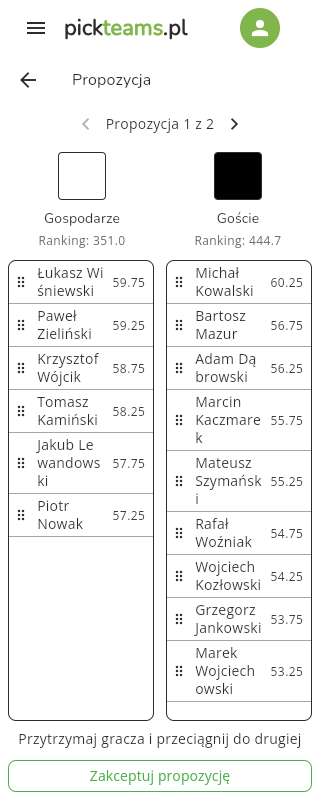 pickteams.pl
Propozycja
Propozycja 1 z 2
Gospodarze
Ranking: 351.0
Łukasz Wi
śniewski
59.75
Paweł
Zieliński
59.25
Krzysztof
Wójcik
58.75
Tomasz
Kamiński
58.25
Jakub Le
wandows
ki
57.75
Piotr
Nowak
57.25
Goście
Ranking: 444.7
Michał
Kowalski
60.25
Bartosz
Mazur
56.75
Adam Dą
browski
56.25
Marcin
Kaczmare
k
55.75
Mateusz
Szymańsk
i
55.25
Rafał
Woźniak
54.75
Wojciech
Kozłowski
54.25
Grzegorz
Jankowski
53.75
Marek
Wojciech
owski
53.25
Przytrzymaj gracza i przeciągnij do drugiej
Zakceptuj propozycję